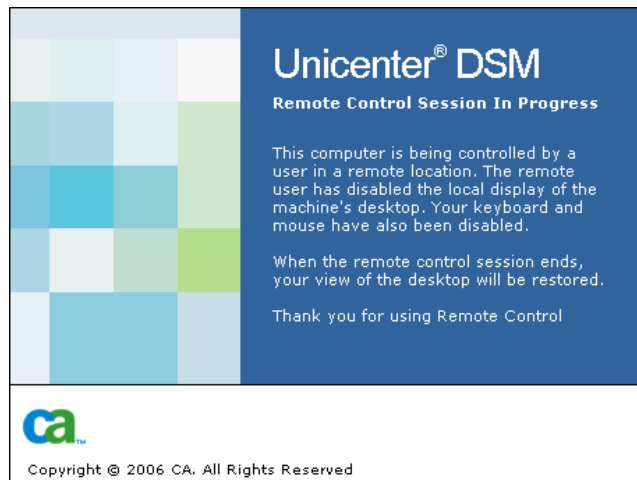 Unicenter® DSM
Remote Control Session In Progress
This computer is being controlled by a
user in a remote location. The remote
user has disabled the local display of the
machine's desktop. Your keyboard and
mouse have also been disabled.
When the remote control session ends,
your view of the desktop will be restored.
Thank you for using Remote Control
ca™
Copyright @ 2006 CA. All Rights Reserved